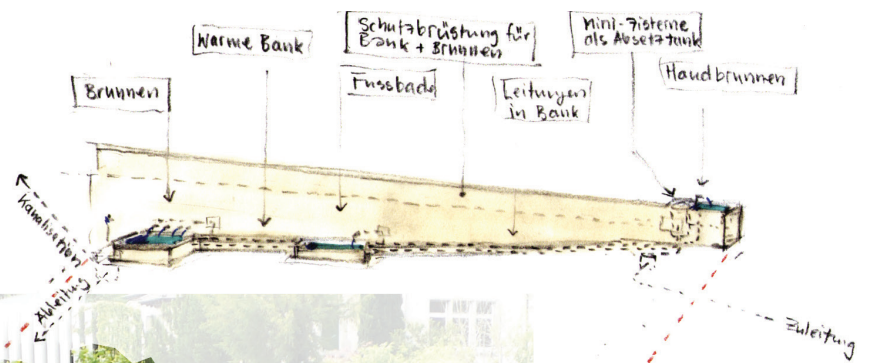 Schutzbrüstung für
Bank + Brunnen
Mini-Zisterne
als Absetztank
Warme Bank
Handbrunnen
Brunnen
Fussbad
Leitungen
in Bank
Kanalisation
Ableitung
Zuleitung